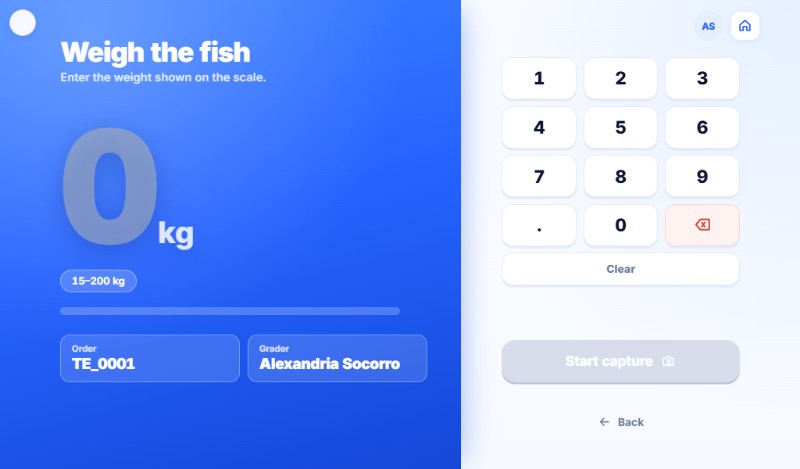 Weigh the fish
Enter the weight shown on the scale.
0 kg
15–200 kg
Order
TE_0001
Grader
Alexandria Socorro
AS
1 2 3
4 5 6
7 8 9
. 0
Clear
Start capture
Back